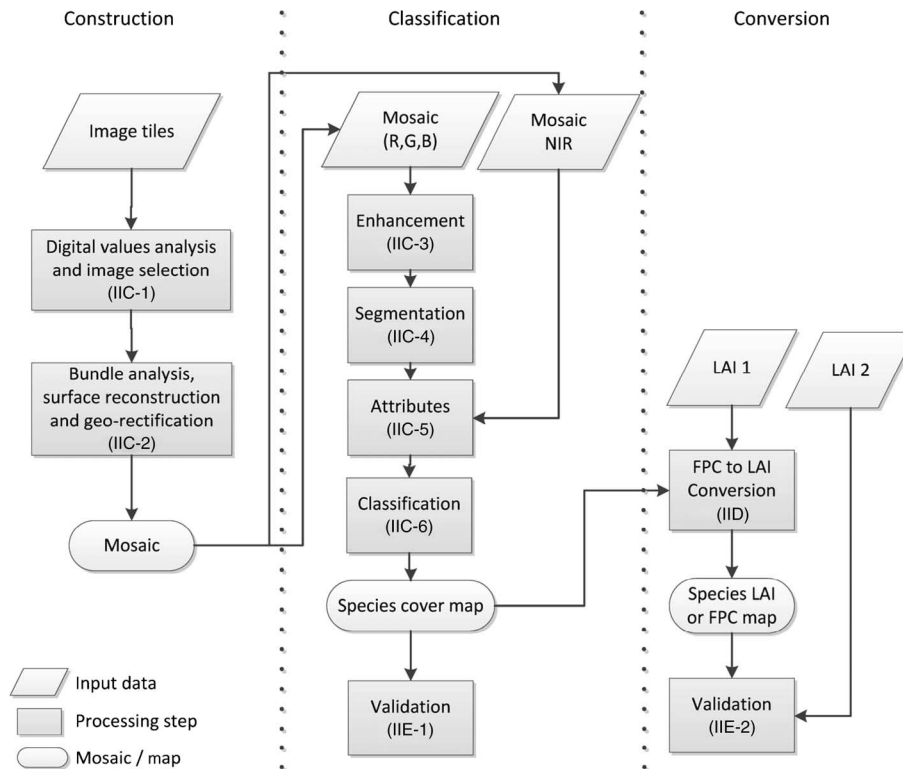 Construction
Classification
Conversion
Image tiles
Digital values analysis
and image selection
(IIC-1)
Bundle analysis,
surface reconstruction
and geo-rectification
(IIC-2)
Mosaic
Mosaic
(R,G,B)
Mosaic
NIR
Enhancement
(IIC-3)
Segmentation
(IIC-4)
Attributes
(IIC-5)
Classification
(IIC-6)
Species cover map
Validation
(IIE-1)
LAI 1
LAI 2
FPC to LAI
Conversion
(IID)
Species LAI
or FPC map
Validation
(IIE-2)
Input data
Processing step
Mosaic / map